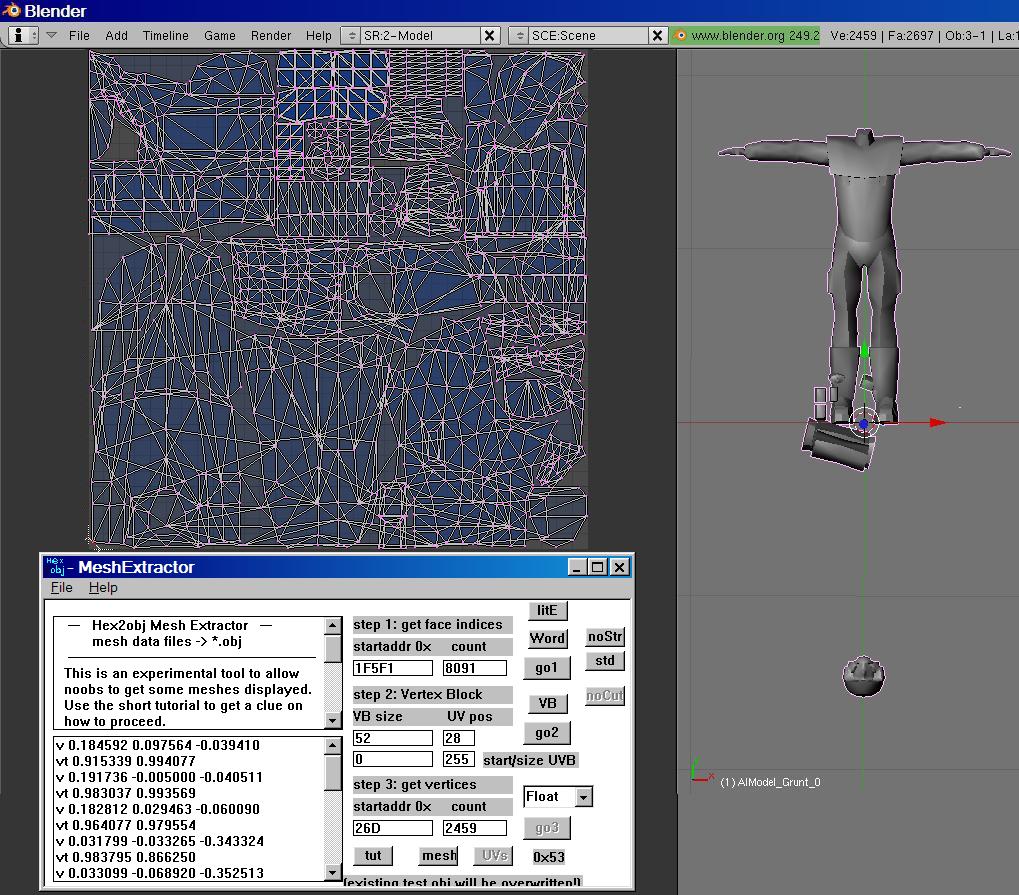 Blender
File Add Timeline Game Render Help SR:2-Model SCE:Scene www.blender.org 249.2 Ve:2459 | Fa:2697 | Ob:3-1 | La:1
(1) AIModel_Grunt_0
Hex obj - MeshExtractor
File Help
— Hex2obj Mesh Extractor —
mesh data files -> *.obj
This is an experimental tool to allow
noobs to get some meshes displayed.
Use the short tutorial to get a clue on
how to proceed.
v 0.184592 0.097564 -0.039410
vt 0.915339 0.994077
v 0.191736 -0.005000 -0.040511
vt 0.983037 0.993569
v 0.182812 0.029463 -0.060090
vt 0.964077 0.979554
v 0.031799 -0.033265 -0.343324
vt 0.983795 0.866250
v 0.033099 -0.068920 -0.352513
litE
step 1: get face indices
Word noStr
startaddr 0x count
std
1F5F1 8091 go1
step 2: Vertex Block
VB noCut
VB size UV pos
52 28 go2
0 255 start/size UVB
step 3: get vertices
Float
startaddr 0x count
26D 2459 go3
tut mesh UVs 0x53
(existing test.obj will be overwritten!)